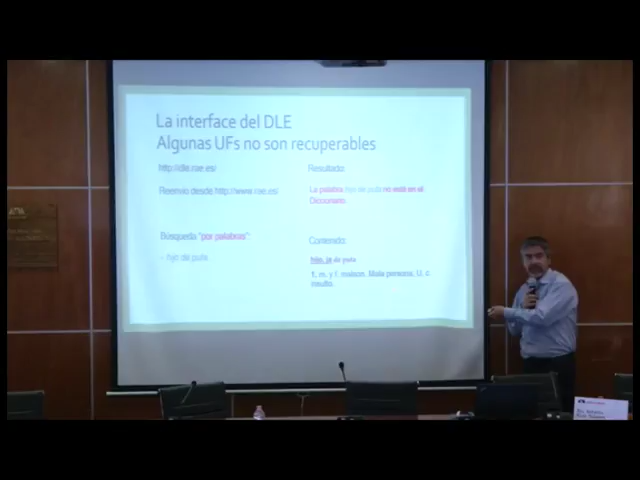 La interface del DLE
Algunas UFs no son recuperables
http://dle.rae.es/
Reenvío desde http://www.rae.es/
Búsqueda "por palabras":
- hijo de puta
Resultado:
La palabra hijo de puta no está en el
Diccionario.
Contenido:
hijo, ja de puta
1. m. y f. malson. Mala persona. U. c
insulto.